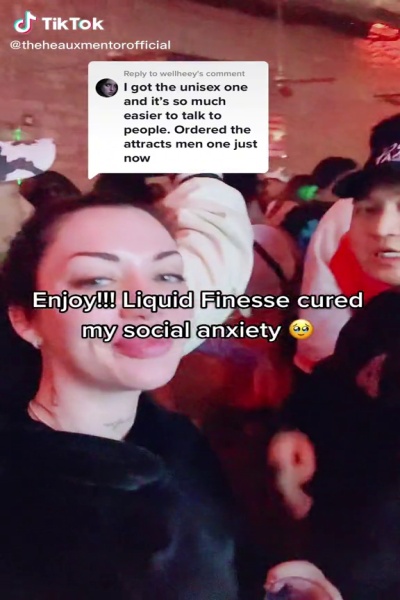 TikTok
@theheauxmentorofficial
Reply to wellheey's comment
I got the unisex one
and it's so much
easier to talk to
people. Ordered the
attracts men one just
now
Enjoy!!! Liquid Finesse cured
my social anxiety 🥹